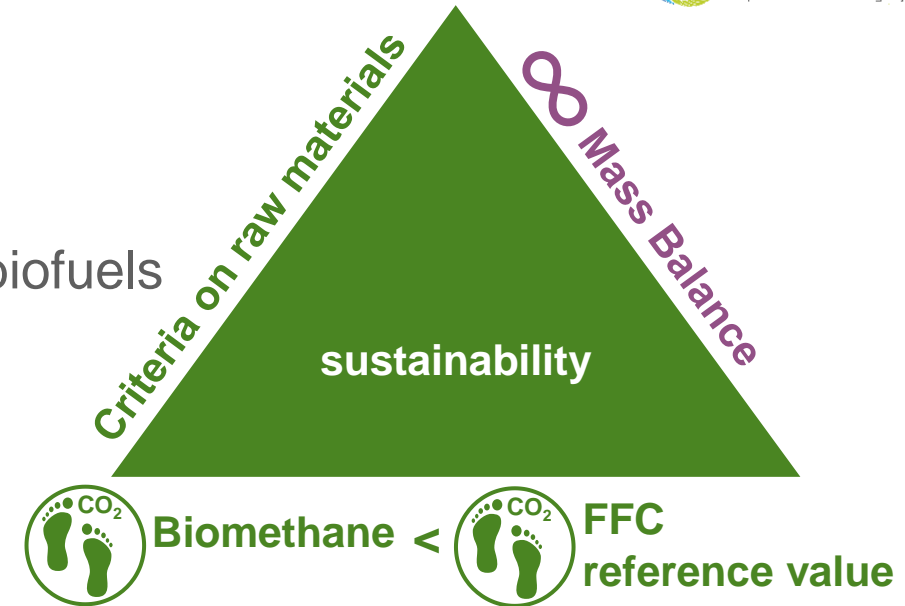 Criteria on raw materials
∞ Mass Balance
biofuels
sustainability
CO₂
Biomethane < 
CO₂
FFC
reference value